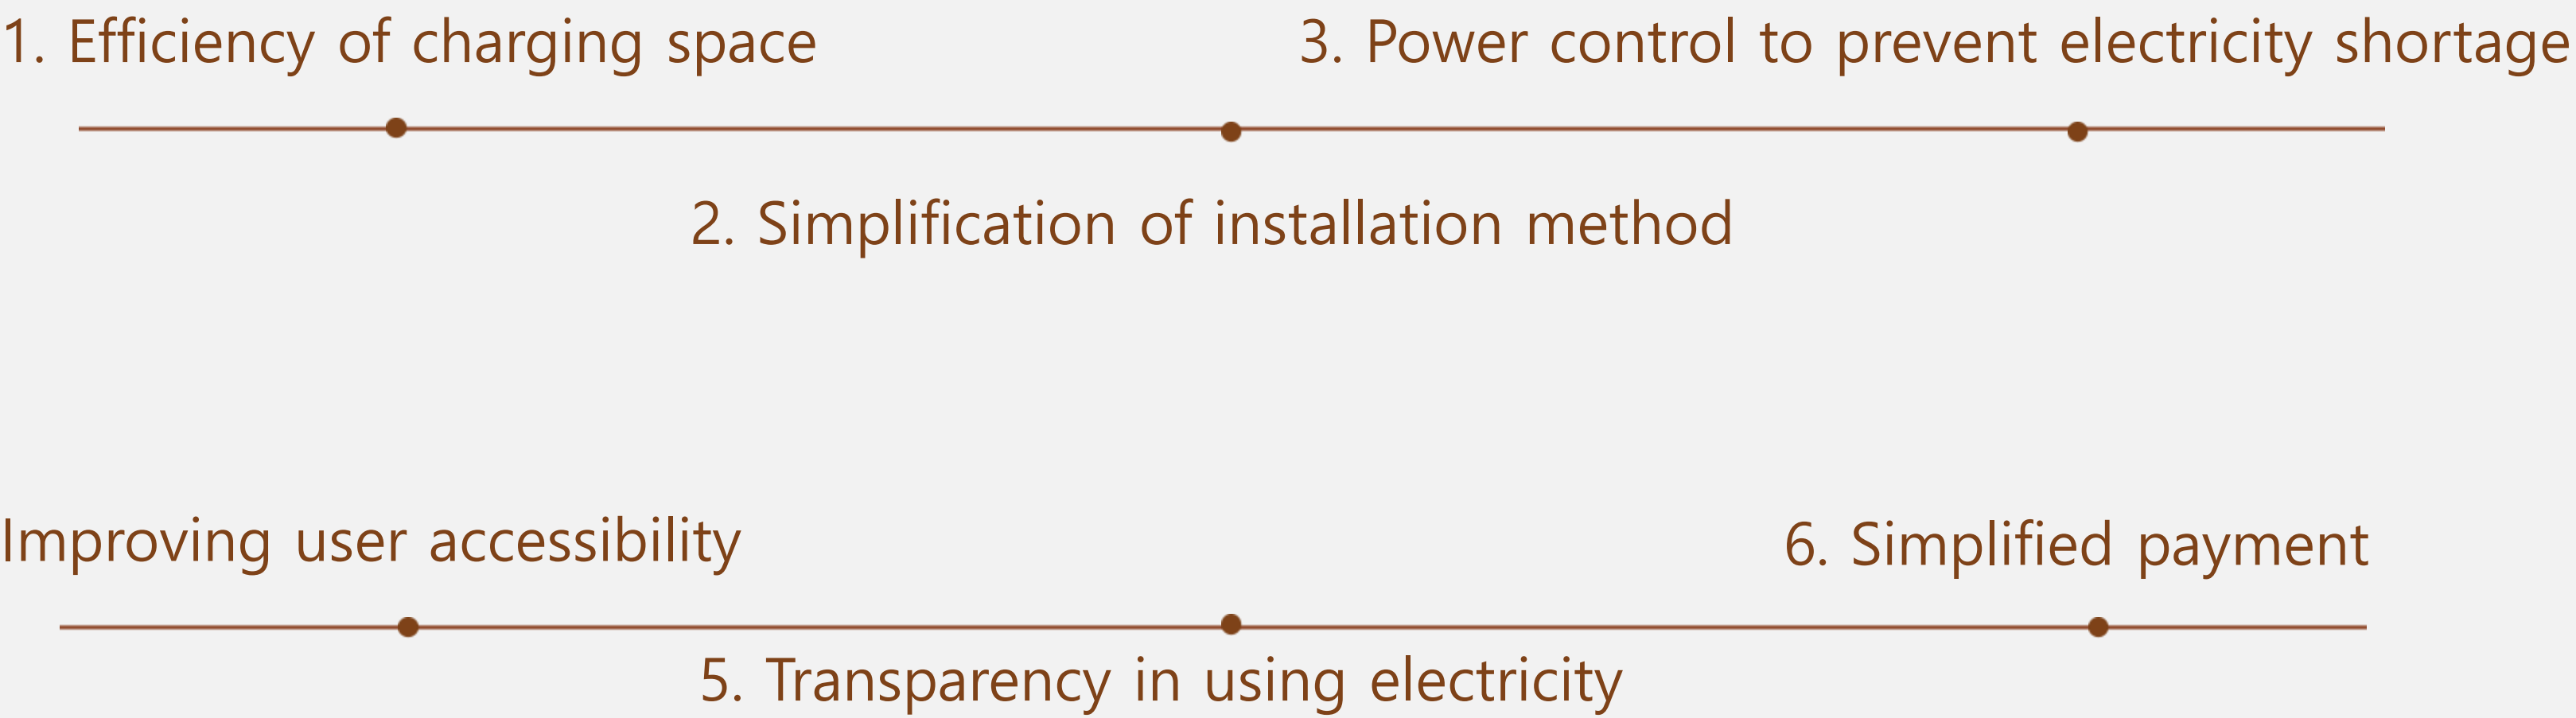 1. Efficiency of charging space
3. Power control to prevent electricity shortage
2. Simplification of installation method
Improving user accessibility
6. Simplified payment
5. Transparency in using electricity